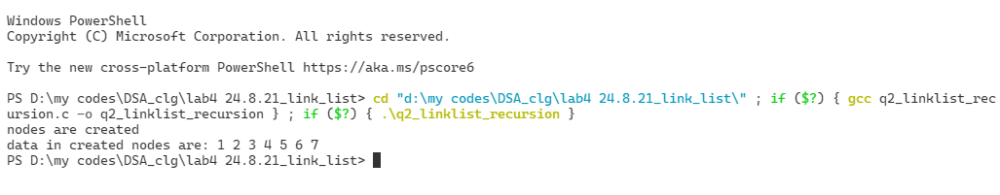 Windows PowerShell
Copyright (C) Microsoft Corporation. All rights reserved.
Try the new cross-platform PowerShell https://aka.ms/pscore6
PS D:\my codes\DSA_clg\lab4 24.8.21_link_list> cd "d:\my codes\DSA_clg\lab4 24.8.21_link_list\" ; if ($?) { gcc q2_linklist_rec
ursion.c -o q2_linklist_recursion } ; if ($?) { .\q2_linklist_recursion }
nodes are created
data in created nodes are: 1 2 3 4 5 6 7
PS D:\my codes\DSA_clg\lab4 24.8.21_link_list>